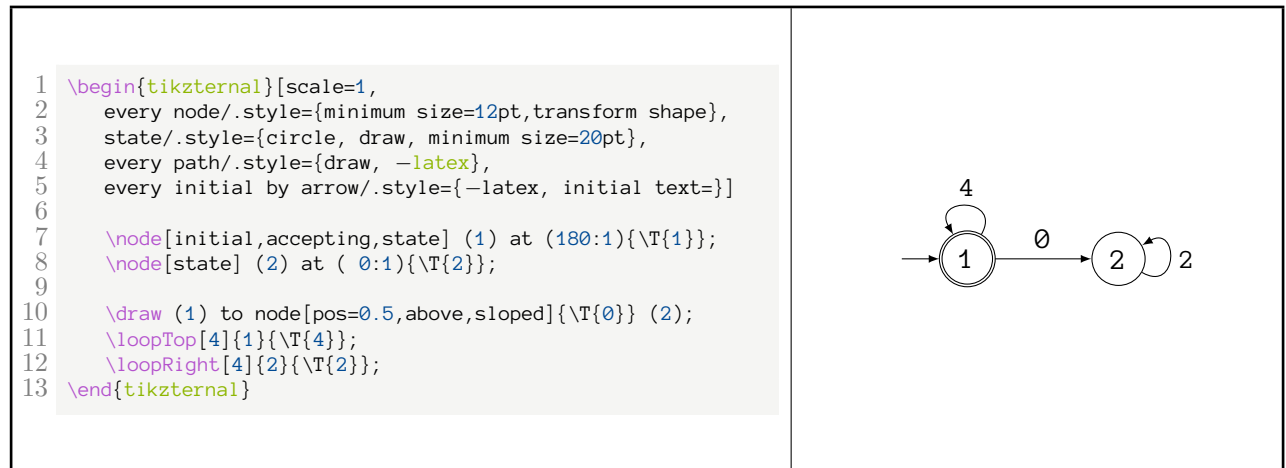 1 \begin{tikzternal}[scale=1,
2 every node/.style={minimum size=12pt,transform shape},
3 state/.style={circle, draw, minimum size=20pt},
4 every path/.style={draw, —latex},
5 every initial by arrow/.style={—latex, initial text=}]
6
7 \node[initial,accepting,state] (1) at (180:1){\T{1}};
8 \node[state] (2) at ( 0:1){\T{2}};
9
10 \draw (1) to node[pos=0.5,above,sloped]{\T{0}} (2);
11 \loopTop[4]{1}{\T{4}};
12 \loopRight[4]{2}{\T{2}};
13 \end{tikzternal}
4
0
1 2 2